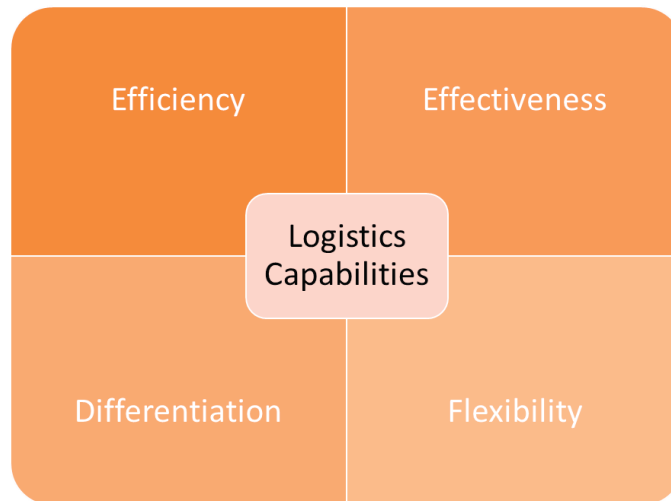 Efficiency
Effectiveness
Logistics
Capabilities
Differentiation
Flexibility